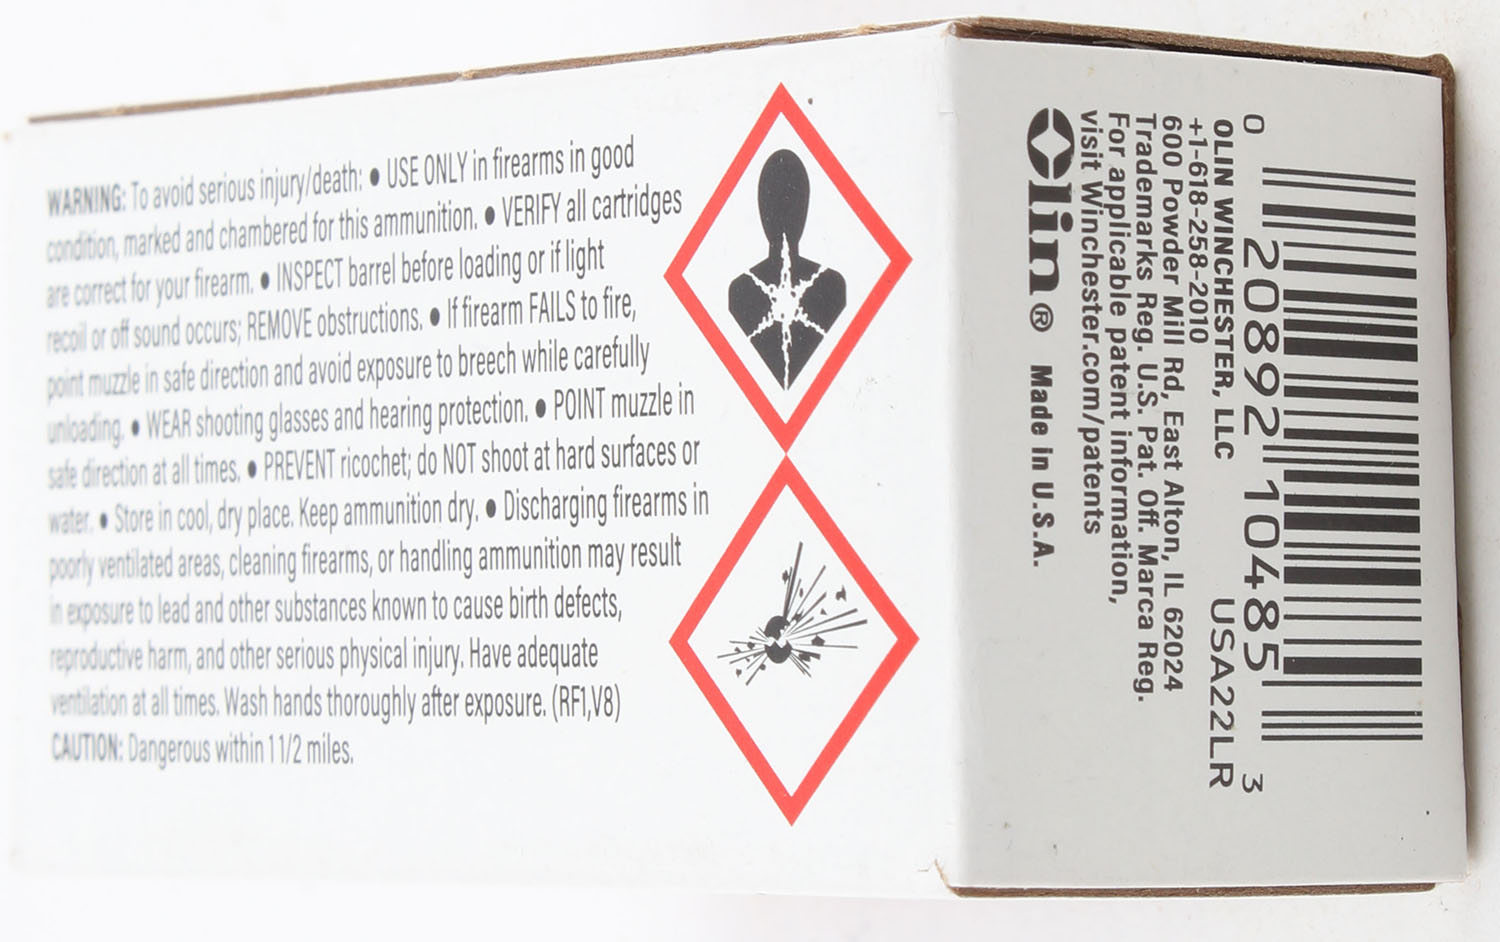 WARNING: To avoid serious injury/death: • USE ONLY in firearms in good
condition, marked and chambered for this ammunition. • VERIFY all cartridges
are correct for your firearm. • INSPECT barrel before loading or if light
recoil or off sound occurs; REMOVE obstructions. • If firearm FAILS to fire,
point muzzle in safe direction and avoid exposure to breech while carefully
unloading. • WEAR shooting glasses and hearing protection. • POINT muzzle in
safe direction at all times. • PREVENT ricochet; do NOT shoot at hard surfaces or
water. • Store in cool, dry place. Keep ammunition dry. • Discharging firearms in
poorly ventilated areas, cleaning firearms, or handling ammunition may result
in exposure to lead and other substances known to cause birth defects,
reproductive harm, and other serious physical injury. Have adequate
ventilation at all times. Wash hands thoroughly after exposure. (RF1,V8)
CAUTION: Dangerous within 1 1/2 miles.
0 20892 10485 3
USA22LR
OLIN WINCHESTER, LLC
+1-618-258-2010
600 Powder Mill Rd, East Alton, IL 62024
Trademarks Reg. U.S. Pat. Off. Marca Reg.
For applicable patent information,
visit Winchester.com/patents
Olin® Made in U.S.A.